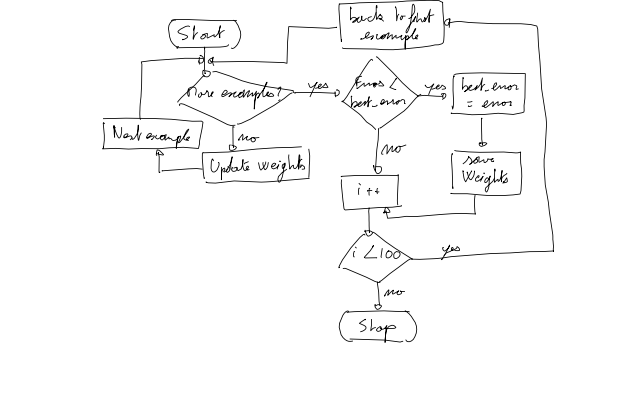 Start
back to first
example
More examples?
yes
Error <
best_error
yes
best_error
= error
Next example
no
Update Weights
no
save
Weights
i++
i < 100
yes
no
Stop